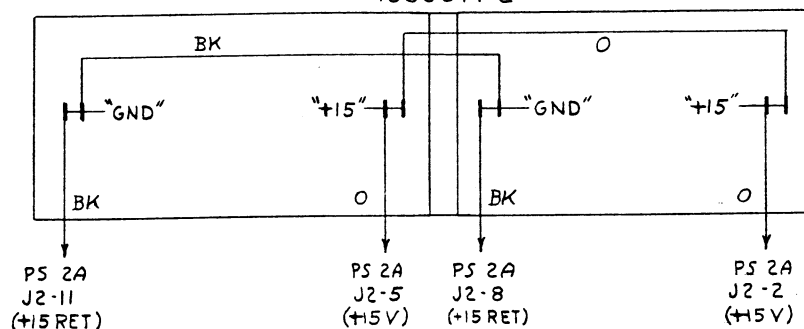 BK
O
"GND"
"+15"
"GND"
"+15"
BK
O
BK
O
PS 2A
J2-11
(+15 RET)
PS 2A
J2-5
(+15V)
PS 2A
J2-8
(+15 RET)
PS 2A
J2-2
(+15V)